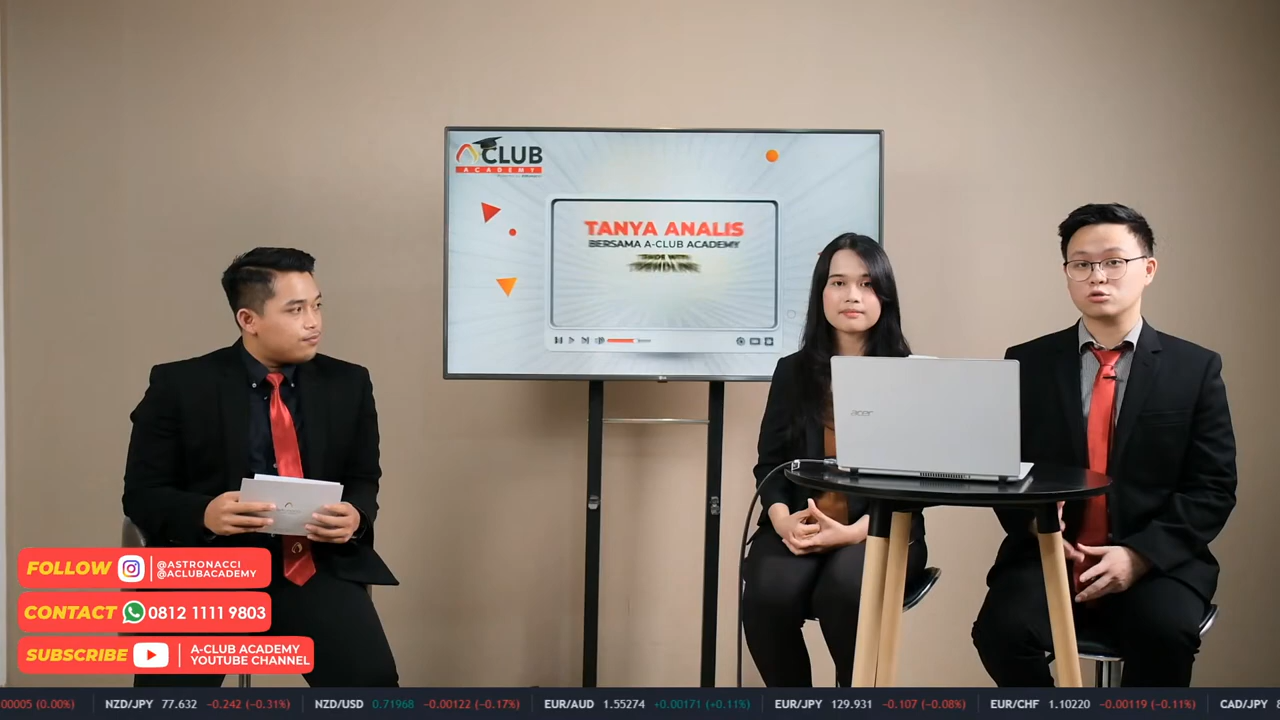 A-CLUB
ACADEMY
TANYA ANALIS
BERSAMA A-CLUB ACADEMY
TRENDLINE
acer
FOLLOW
@ASTRONACCI
@ACLUBACADEMY
CONTACT 0812 1111 9803
SUBSCRIBE
A-CLUB ACADEMY
YOUTUBE CHANNEL
00005 (0.00%) NZD/JPY 77.632 −0.242 (−0.31%) NZD/USD 0.71968 −0.00122 (−0.17%) EUR/AUD 1.55274 +0.00171 (+0.11%) EUR/JPY 129.931 −0.107 (−0.08%) EUR/CHF 1.10220 −0.00119 (−0.11%) CAD/JPY